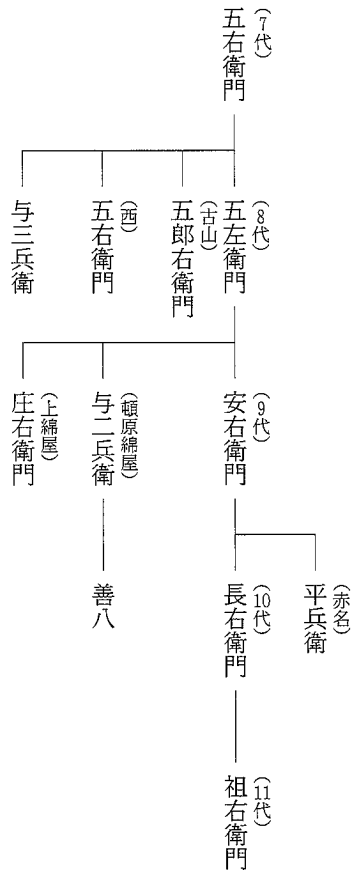 (7代)
五右衛門
(8代)
五左衛門
(古山)
五郎右衛門
(西)
五右衛門
与三兵衛
(9代)
安右衛門
(頓原綿屋)
与二兵衛
(上綿屋)
庄右衛門
(赤名)
平兵衛
(10代)
長右衛門
善八
(11代)
祖右衛門